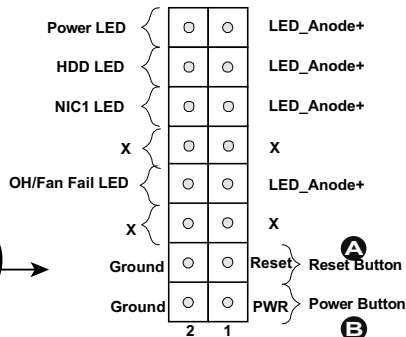 Power LED LED_Anode+
HDD LED LED_Anode+
NIC1 LED LED_Anode+
X X
OH/Fan Fail LED LED_Anode+
X X
A
Ground Reset Reset Button
Ground PWR Power Button
2 1 B